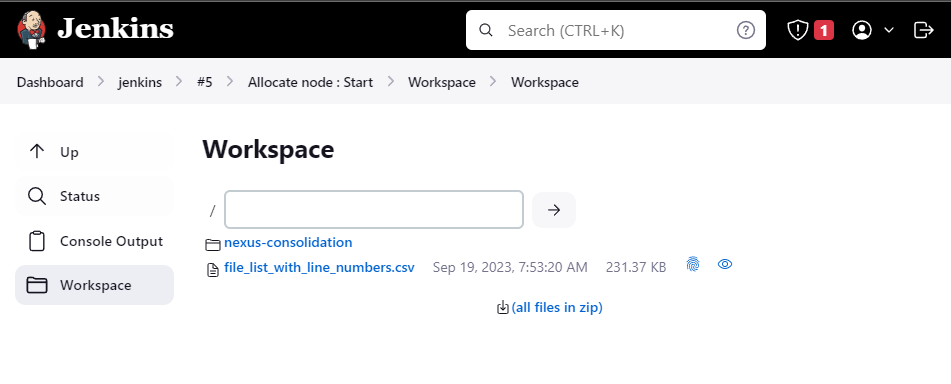 Jenkins
Search (CTRL+K)
1
Dashboard > jenkins > #5 > Allocate node : Start > Workspace > Workspace
Up
Status
Console Output
Workspace
Workspace
/
nexus-consolidation
file_list_with_line_numbers.csv Sep 19, 2023, 7:53:20 AM 231.37 KB
(all files in zip)